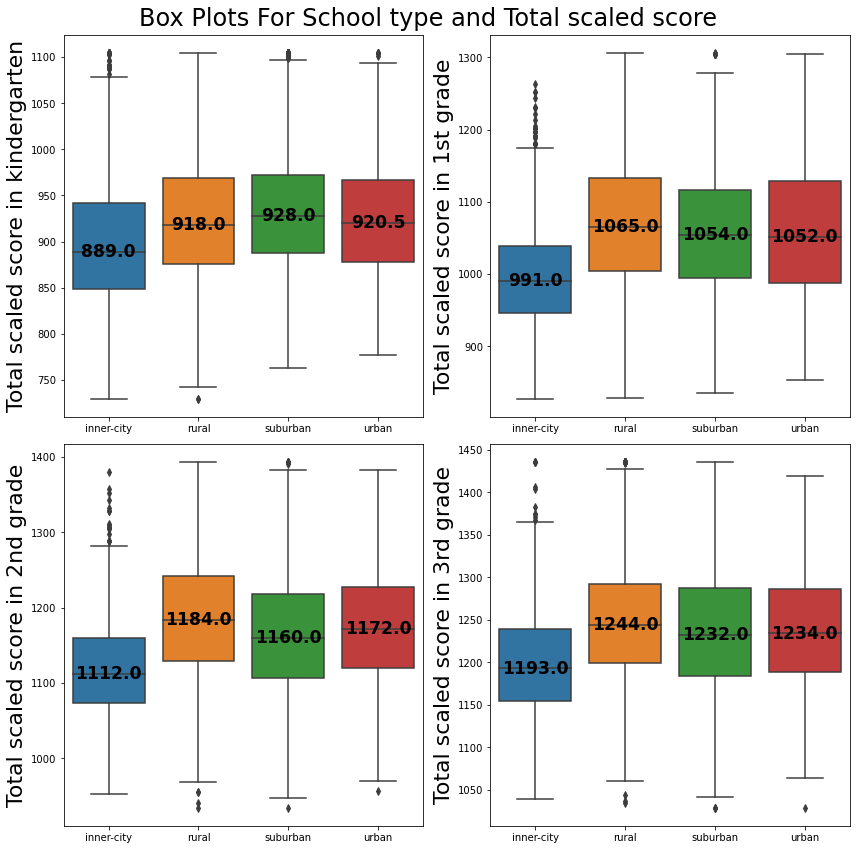 Box Plots For School type and Total scaled score
Total scaled score in kindergarten
1100
1050
1000
950
900
850
800
750
889.0
918.0
928.0
920.5
inner-city
rural
suburban
urban
Total scaled score in 1st grade
1300
1200
1100
1000
900
991.0
1065.0
1054.0
1052.0
inner-city
rural
suburban
urban
Total scaled score in 2nd grade
1400
1300
1200
1100
1000
1112.0
1184.0
1160.0
1172.0
inner-city
rural
suburban
urban
Total scaled score in 3rd grade
1450
1400
1350
1300
1250
1200
1150
1100
1050
1193.0
1244.0
1232.0
1234.0
inner-city
rural
suburban
urban